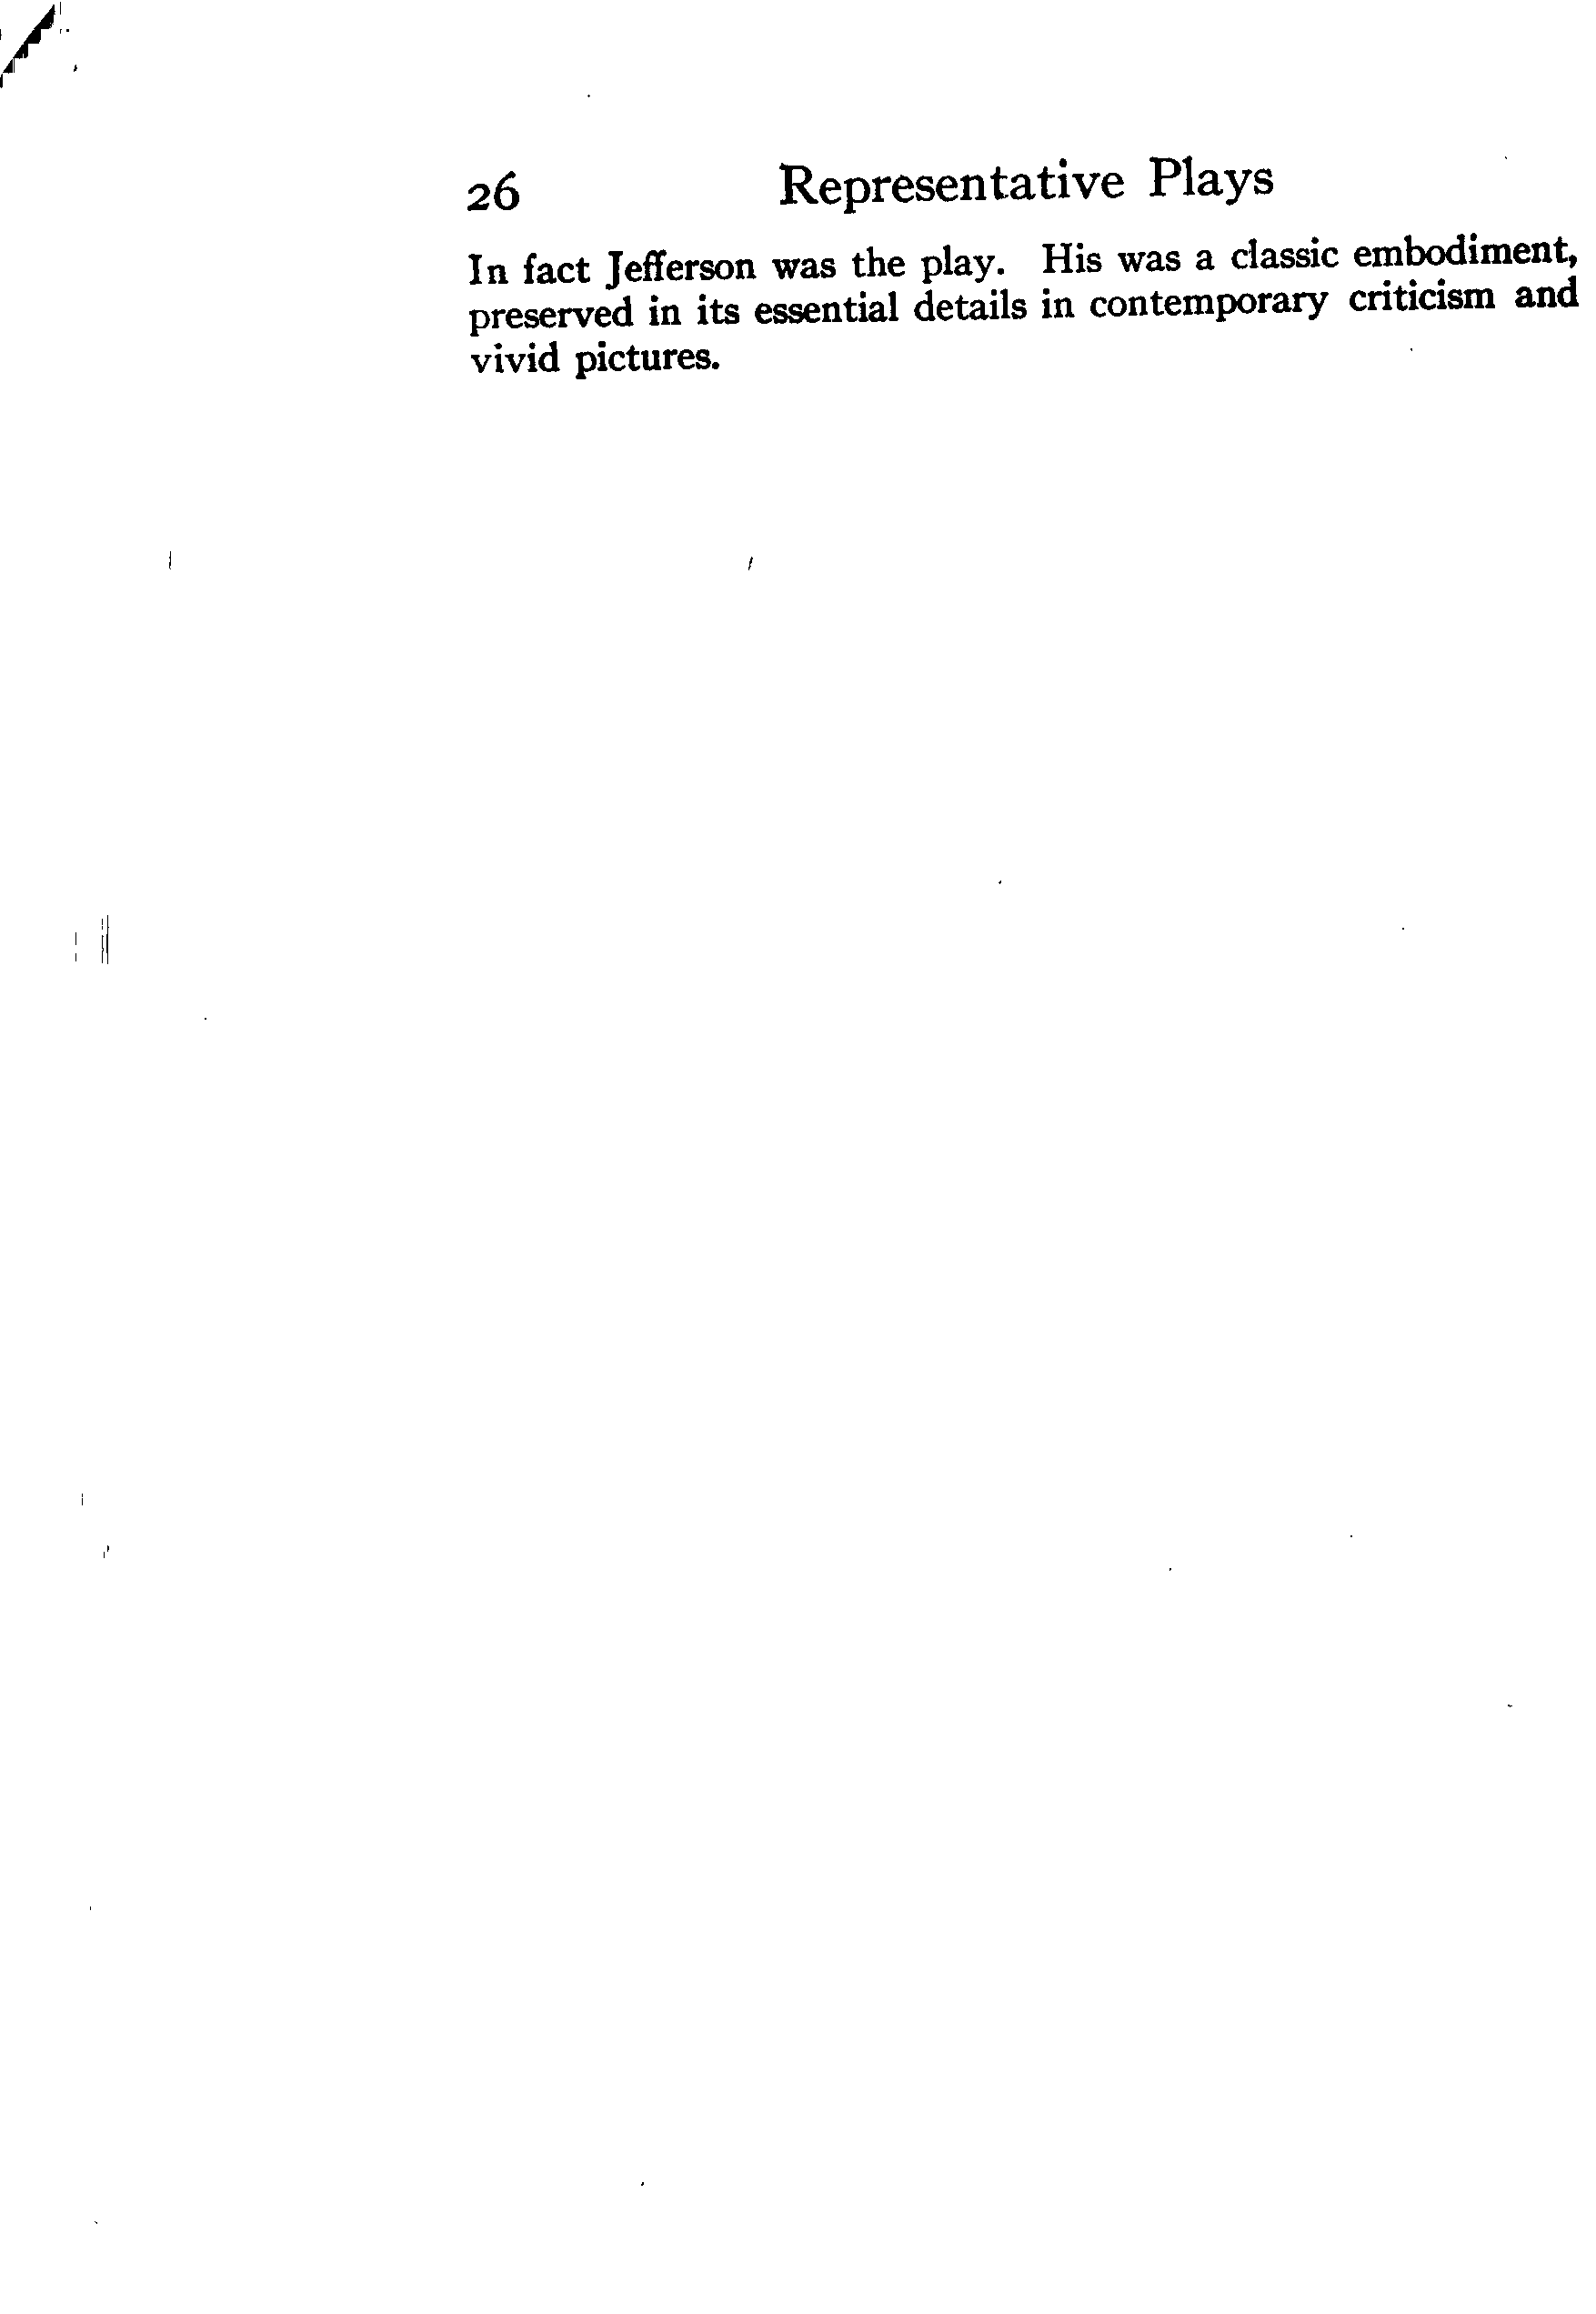 26 Representative Plays
In fact Jefferson was the play. His was a classic embodiment,
preserved in its essential details in contemporary criticism and
vivid pictures.